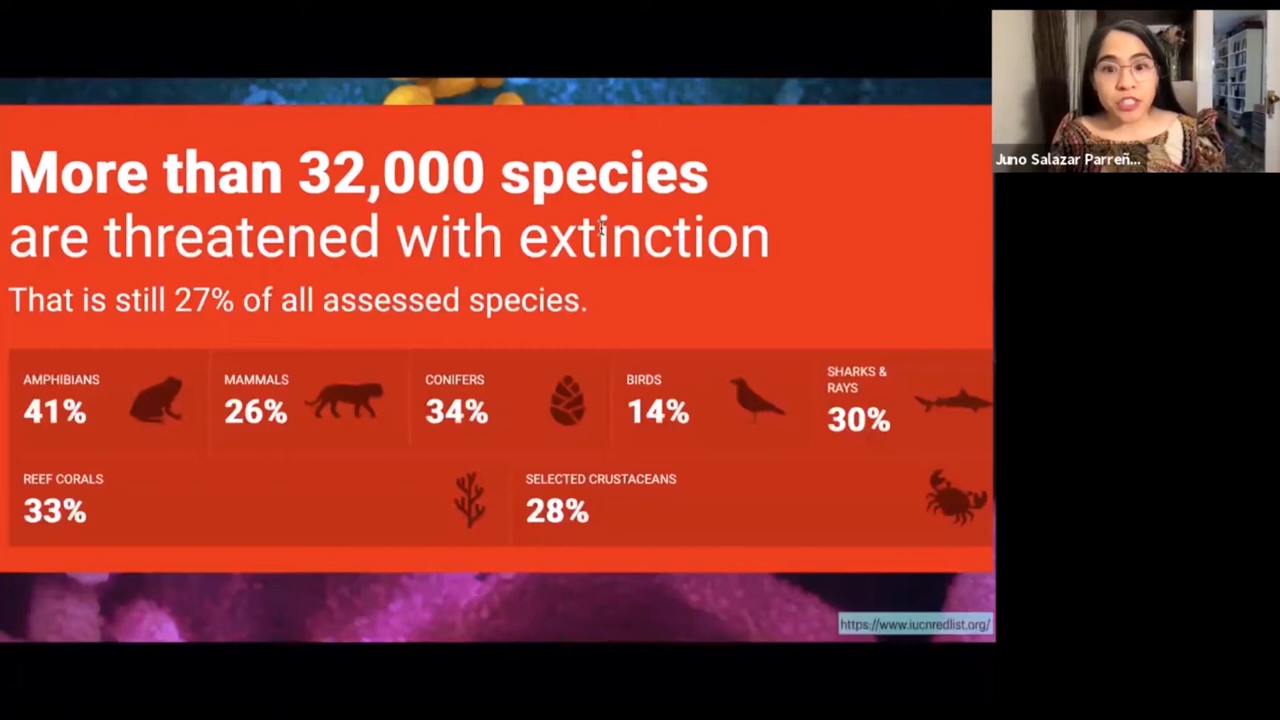 More than 32,000 species
are threatened with extinction
That is still 27% of all assessed species.
AMPHIBIANS
41%
MAMMALS
26%
CONIFERS
34%
BIRDS
14%
SHARKS &
RAYS
30%
REEF CORALS
33%
SELECTED CRUSTACEANS
28%
https://www.iucnredlist.org/
Juno Salazar Parreñ...